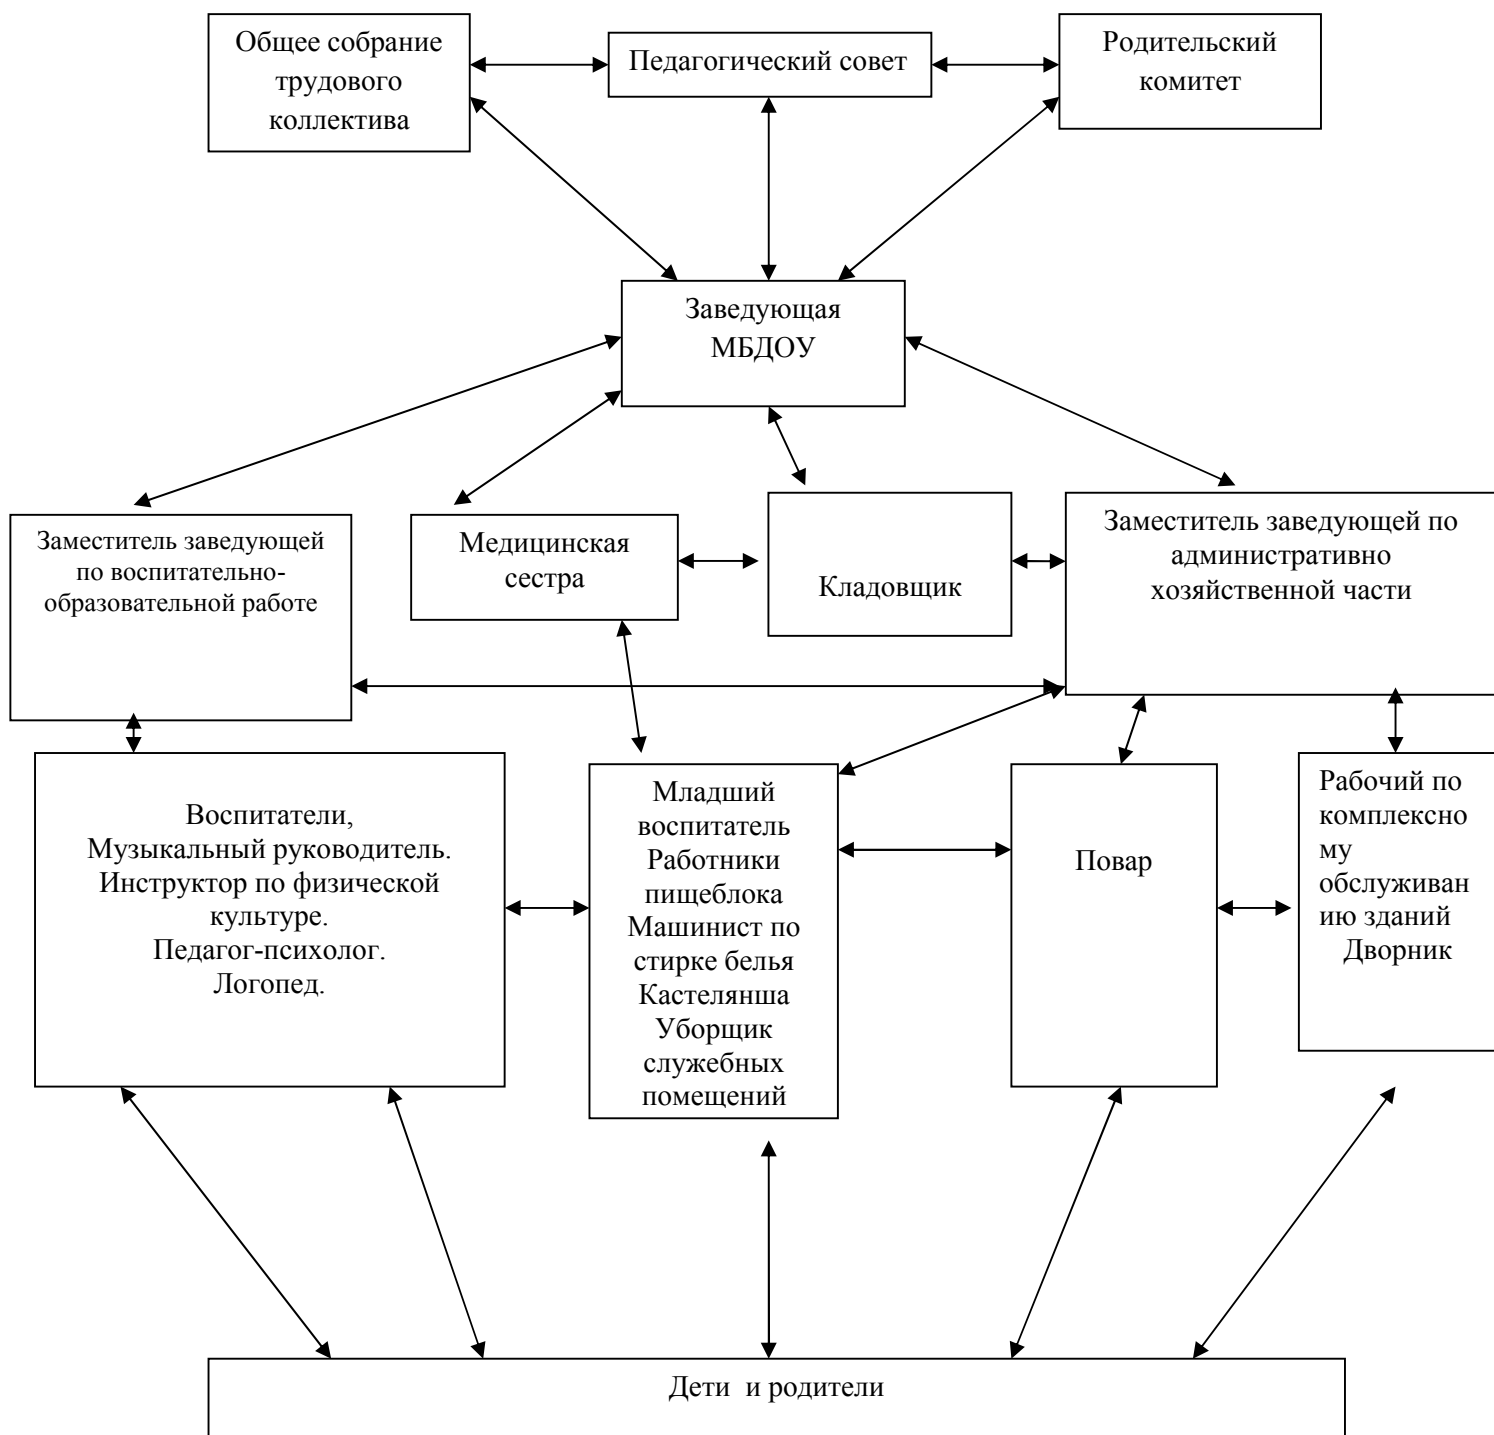 Общее собрание
трудового
коллектива
Педагогический совет
Родительский
комитет
Заведующая
МБДОУ
Заместитель заведующей
по воспитательно-
образовательной работе
Медицинская
сестра
Кладовщик
Заместитель заведующей по
административно
хозяйственной части
Воспитатели,
Музыкальный руководитель.
Инструктор по физической
культуре.
Педагог-психолог.
Логопед.
Младший
воспитатель
Работники
пищеблока
Машинист по
стирке белья
Кастелянша
Уборщик
служебных
помещений
Повар
Рабочий по
комплексно
му
обслуживан
ию зданий
Дворник
Дети и родители